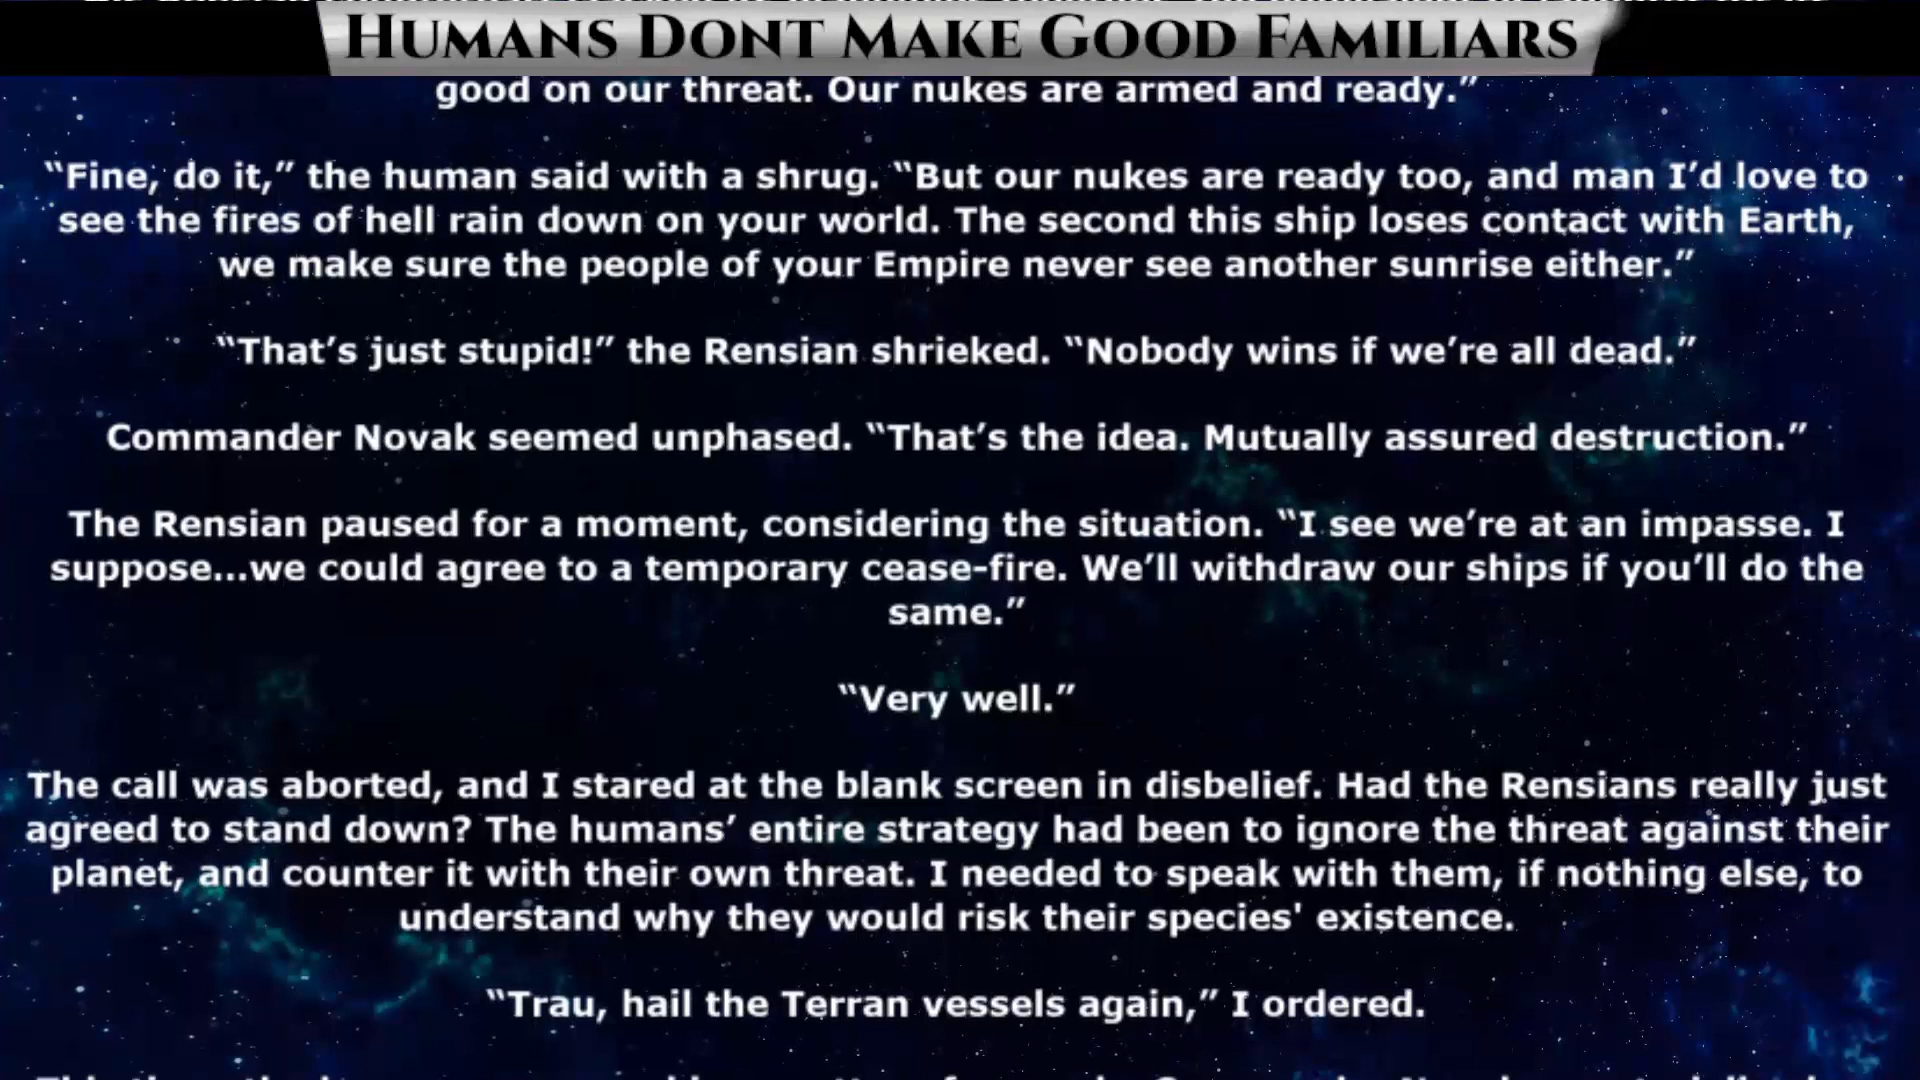 HUMANS DONT MAKE GOOD FAMILIARS
good on our threat. Our nukes are armed and ready.”
“Fine, do it,” the human said with a shrug. “But our nukes are ready too, and man I’d love to
see the fires of hell rain down on your world. The second this ship loses contact with Earth,
we make sure the people of your Empire never see another sunrise either.”
“That’s just stupid!” the Rensian shrieked. “Nobody wins if we’re all dead.”
Commander Novak seemed unphased. “That’s the idea. Mutually assured destruction.”
The Rensian paused for a moment, considering the situation. “I see we’re at an impasse. I
suppose...we could agree to a temporary cease-fire. We’ll withdraw our ships if you’ll do the
same.”
“Very well.”
The call was aborted, and I stared at the blank screen in disbelief. Had the Rensians really just
agreed to stand down? The humans’ entire strategy had been to ignore the threat against their
planet, and counter it with their own threat. I needed to speak with them, if nothing else, to
understand why they would risk their species' existence.
“Trau, hail the Terran vessels again,” I ordered.